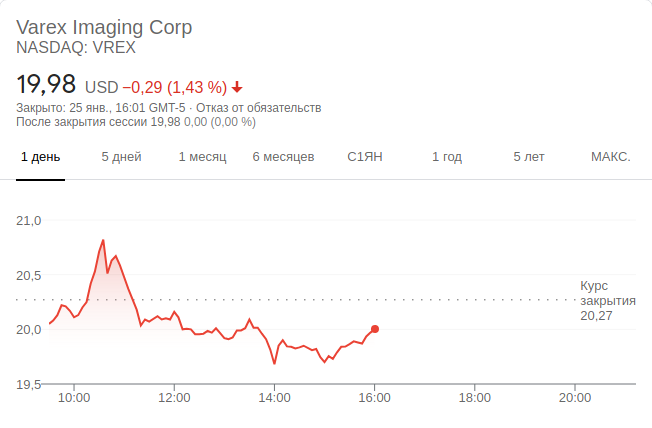 Varex Imaging Corp
NASDAQ: VREX
19,98 USD −0,29 (1,43 %)
Закрыто: 25 янв., 16:01 GMT-5 · Отказ от обязательств
После закрытия сессии 19,98 0,00 (0,00 %)
1 день 5 дней 1 месяц 6 месяцев С1ЯН 1 год 5 лет МАКС.
21,0
20,5
Курс
закрытия
20,27
20,0
19,5
10:00 12:00 14:00 16:00 18:00 20:00